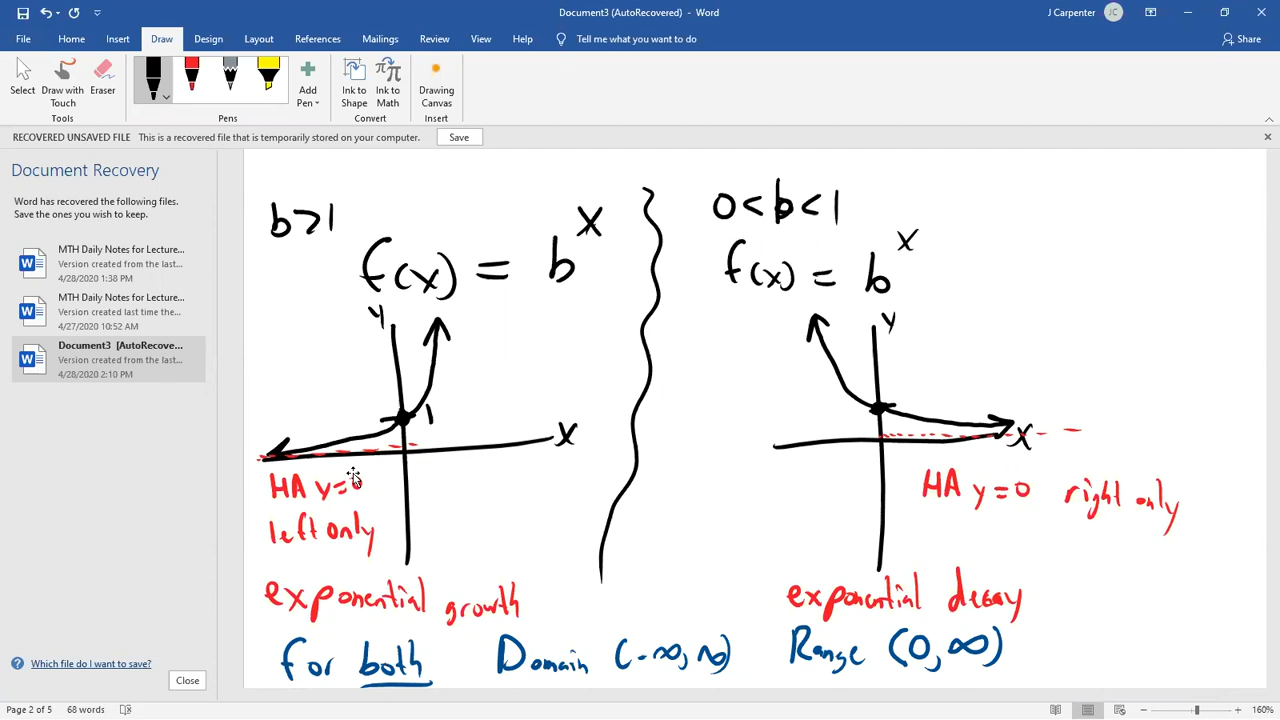 Document3 (AutoRecovered) - Word
J Carpenter
JC
File
Home
Insert
Draw
Design
Layout
References
Mailings
Review
View
Help
Tell me what you want to do
Share
Select
Draw with Touch
Eraser
Add Pen
Ink to Shape
Ink to Math
Drawing Canvas
Tools
Pens
Convert
Insert
RECOVERED UNSAVED FILE
This is a recovered file that is temporarily stored on your computer.
Save
Document Recovery
Word has recovered the following files.
Save the ones you wish to keep.
MTH Daily Notes for Lecture...
Version created from the last...
4/28/2020 1:38 PM
MTH Daily Notes for Lecture...
Version created last time the...
4/27/2020 10:52 AM
Document3 [AutoRecove...
Version created from the last...
4/28/2020 2:10 PM
Which file do I want to save?
Close
b>1
f(x) = b^x
y
1
x
HA y=0
left only
exponential growth
0<b<1
f(x) = b^x
y
x
HA y=0 right only
exponential decay
for both Domain (-∞,∞) Range (0,∞)
Page 2 of 5
68 words
160%